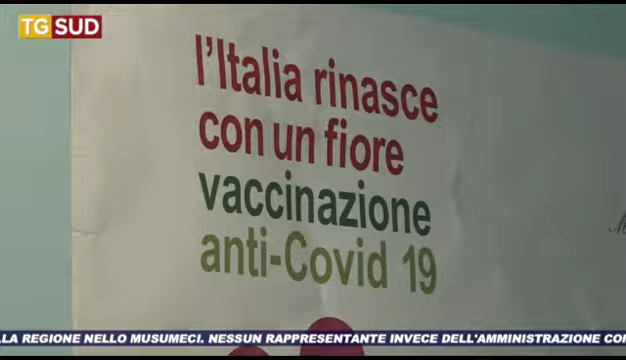 TG SUD
l'Italia rinasce
con un fiore
vaccinazione
anti-Covid 19
LLA REGIONE NELLO MUSUMECI. NESSUN RAPPRESENTANTE INVECE DELL'AMMINISTRAZIONE CO